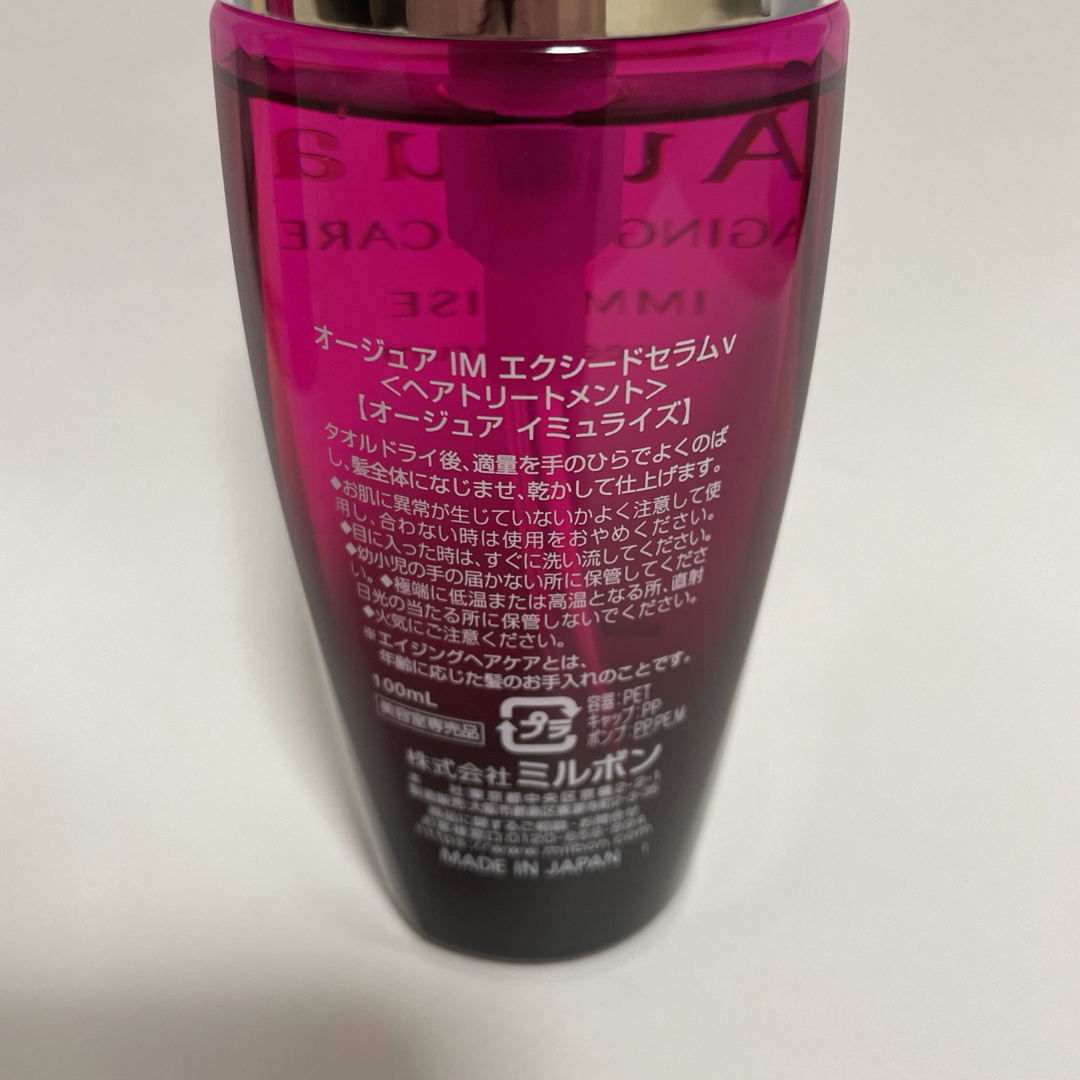 AGING
CARE
オージュア IM エクシードセラムv
<ヘアトリートメント>
【オージュア イミュライズ】
タオルドライ後、適量を手のひらでよくのば
し、髪全体になじませ、乾かして仕上げます。
◆お肌に異常が生じていないかよく注意して使
用し、合わない時は使用をおやめください。
◆目に入った時は、すぐに洗い流してください。
◆幼小児の手の届かない所に保管してくださ
い。◆極端に低温または高温となる所、直射
日光の当たる所に保管しないでください。
◆火気にご注意ください。
※エイジングヘアケアとは、
年齢に応じた髪のお手入れのことです。
100mL
美容室専売品
プラ
容器:PET
キャップ:PP
ポンプ:PP,PE,M
株式会社 ミルボン
東京都中央区京橋2-2-1
MADE IN JAPAN